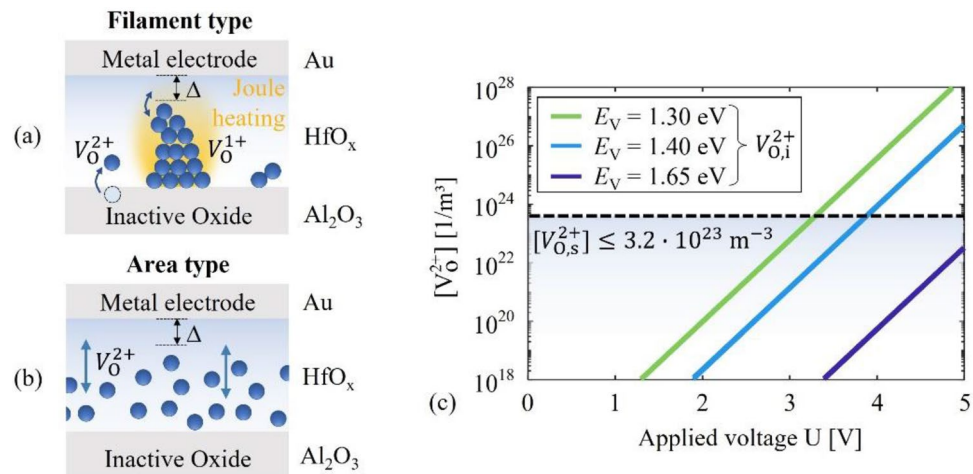 Filament type
Metal electrode
Au
Δ
Joule
heating
(a)
V_O^{2+}
V_O^{1+}
HfO_x
Inactive Oxide
Al_2O_3
Area type
Metal electrode
Au
Δ
(b)
V_O^{2+}
HfO_x
Inactive Oxide
Al_2O_3
(c)
[V_O^{2+}] [1/m³]
10^{28}
10^{26}
10^{24}
10^{22}
10^{20}
10^{18}
E_V = 1.30 eV
E_V = 1.40 eV
E_V = 1.65 eV
V_{O,i}^{2+}
[V_{O,s}^{2+}] ≤ 3.2 · 10^{23} m^{-3}
0 1 2 3 4 5
Applied voltage U [V]